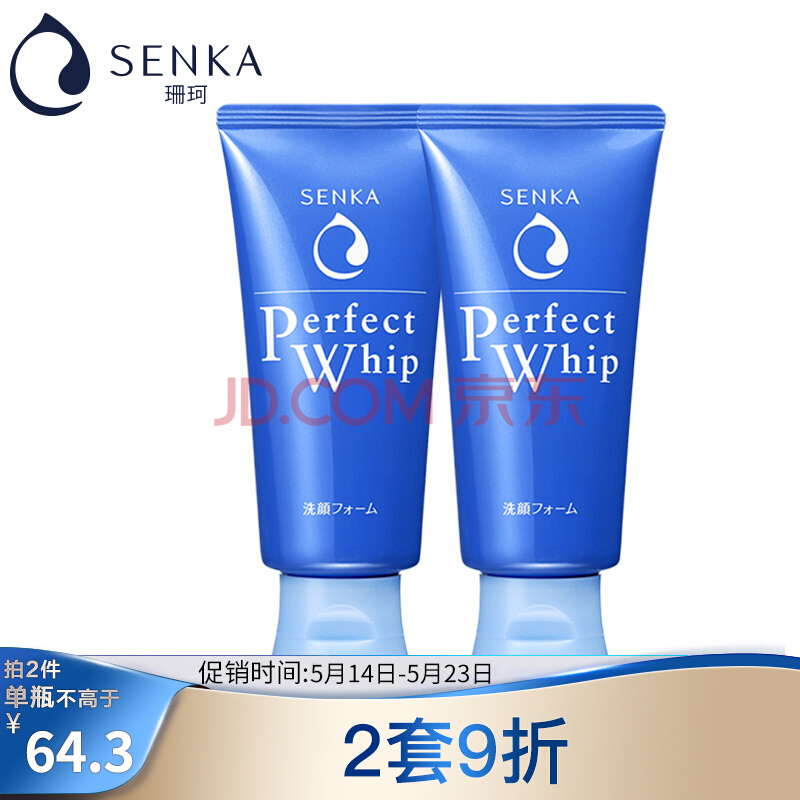 SENKA
珊珂
SENKA
Perfect
Whip
洗顔フォーム
SENKA
Perfect
Whip
洗顔フォーム
JD.COM 京东
促销时间:5月14日-5月23日
拍2件
单瓶不高于
¥
64.3
2套9折